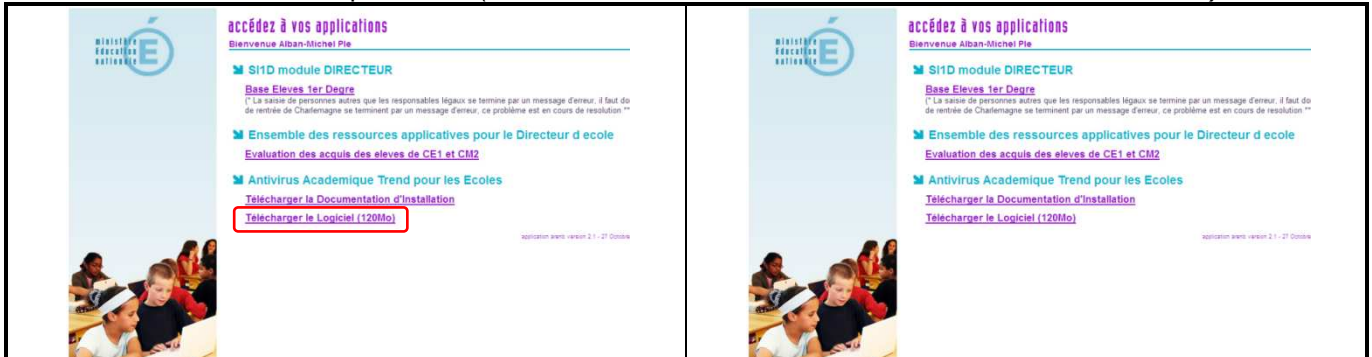 ministère
éducation
nationale
accédez à vos applications
Bienvenue Alban-Michel Pie
SI1D module DIRECTEUR
Base Eleves 1er Degre
(* La saisie de personnes autres que les responsables légaux se termine par un message d'erreur, il faut do
de rentrée de Charlemagne se terminent par un message d'erreur, ce problème est en cours de resolution **
Ensemble des ressources applicatives pour le Directeur d ecole
Evaluation des acquis des eleves de CE1 et CM2
Antivirus Academique Trend pour les Ecoles
Télécharger la Documentation d'Installation
Télécharger le Logiciel (120Mo)
application arena version 2.1 - 27 Octobre
ministère
éducation
nationale
accédez à vos applications
Bienvenue Alban-Michel Pie
SI1D module DIRECTEUR
Base Eleves 1er Degre
(* La saisie de personnes autres que les responsables légaux se termine par un message d'erreur, il faut do
de rentrée de Charlemagne se terminent par un message d'erreur, ce problème est en cours de resolution **
Ensemble des ressources applicatives pour le Directeur d ecole
Evaluation des acquis des eleves de CE1 et CM2
Antivirus Academique Trend pour les Ecoles
Télécharger la Documentation d'Installation
Télécharger le Logiciel (120Mo)
application arena version 2.1 - 27 Octobre